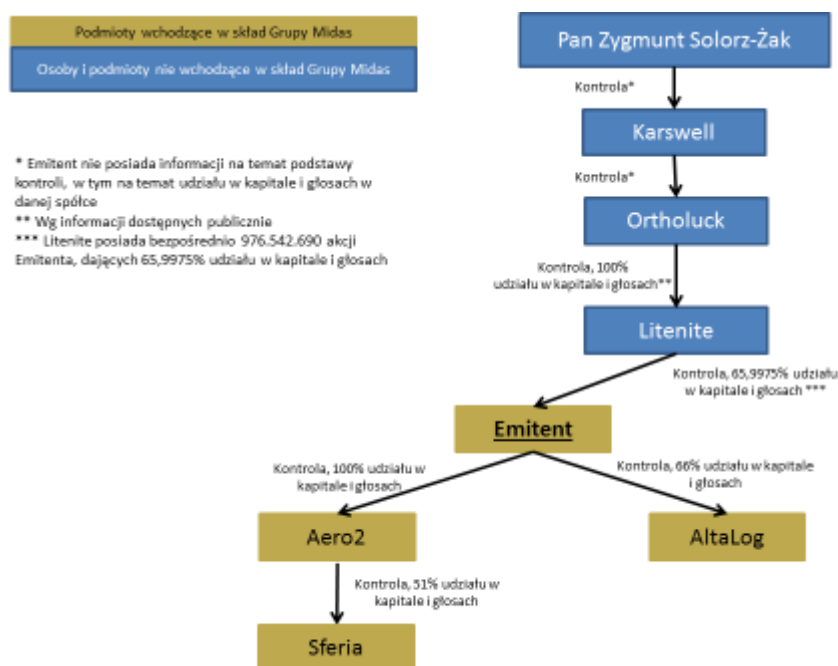 Podmioty wchodzące w skład Grupy Midas
Osoby i podmioty nie wchodzące w skład Grupy Midas
* Emitent nie posiada informacji na temat podstawy
kontroli, w tym na temat udziału w kapitale i głosach w
danej spółce
** Wg informacji dostępnych publicznie
*** Litenite posiada bezpośrednio 976.542.690 akcji
Emitenta, dających 65,9975% udziału w kapitale i głosach
Pan Zygmunt Solorz-Żak
Kontrola*
Karswell
Kontrola*
Ortholuck
Kontrola, 100%
udziału w kapitale i głosach**
Litenite
Kontrola, 65,9975% udziału
w kapitale i głosach ***
Emitent
Kontrola, 100% udziału w
kapitale i głosach
Kontrola, 66% udziału w kapitale
i głosach
Aero2
AltaLog
Kontrola, 51% udziału w
kapitale i głosach
Sferia